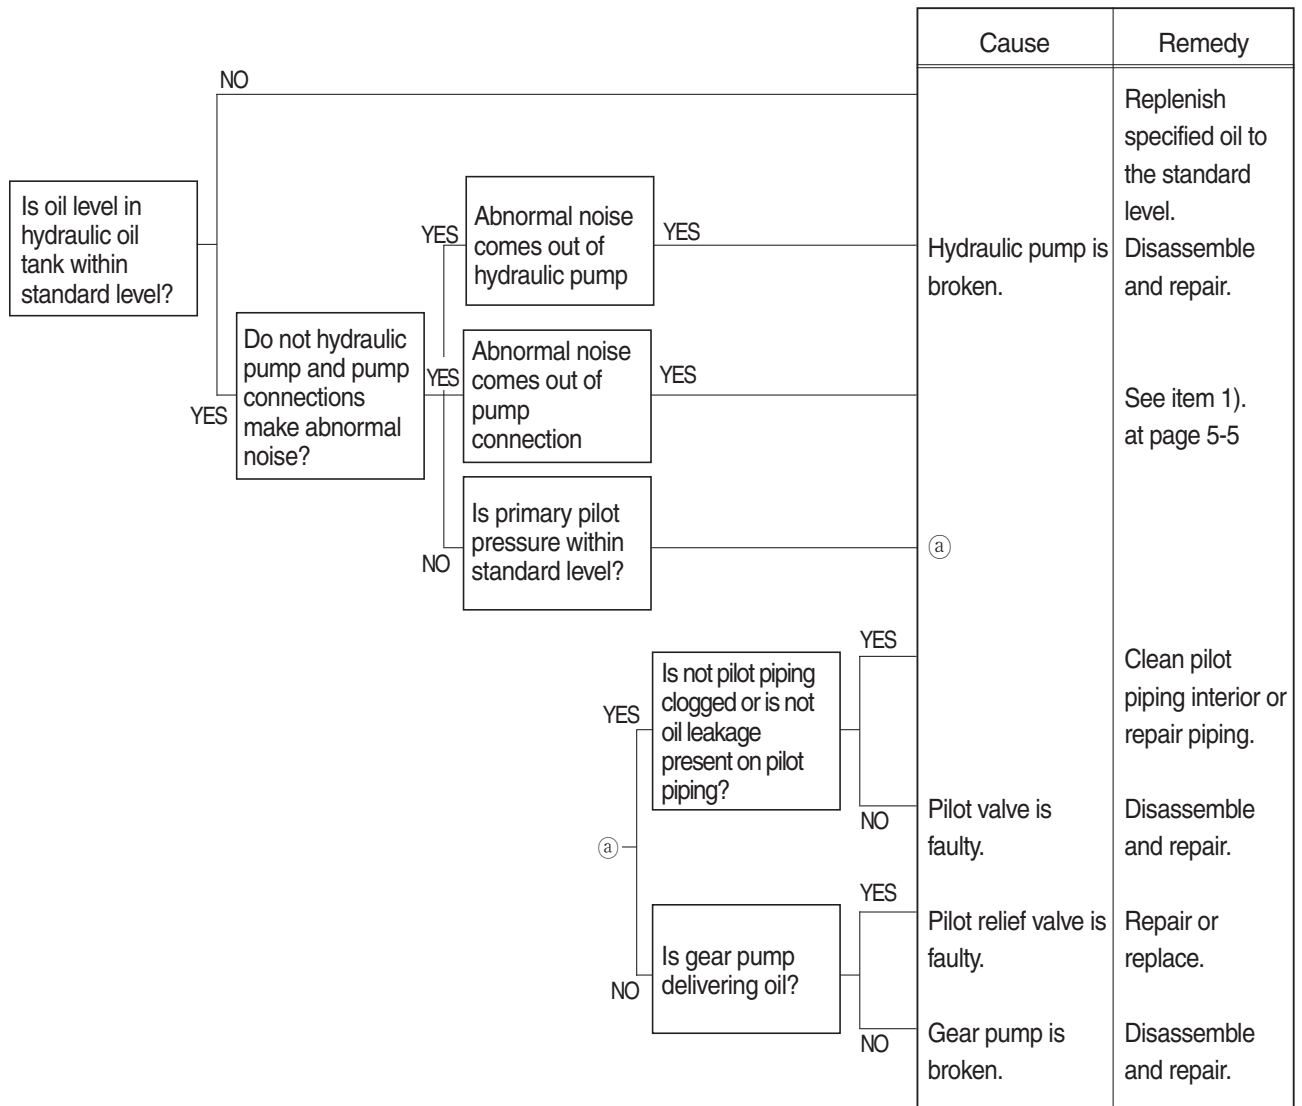 Cause
Remedy
NO
Replenish
specified oil to
the standard
level.
Is oil level in
hydraulic oil
tank within
standard level?
YES
Abnormal noise
comes out of
hydraulic pump
YES
Hydraulic pump is
broken.
Disassemble
and repair.
YES
Do not hydraulic
pump and pump
connections
make abnormal
noise?
YES
Abnormal noise
comes out of
pump
connection
YES
See item 1).
at page 5-5
NO
Is primary pilot
pressure within
standard level?
ⓐ
ⓐ
YES
Is not pilot piping
clogged or is not
oil leakage
present on pilot
piping?
YES
Clean pilot
piping interior or
repair piping.
NO
Pilot valve is
faulty.
Disassemble
and repair.
NO
Is gear pump
delivering oil?
YES
Pilot relief valve is
faulty.
Repair or
replace.
NO
Gear pump is
broken.
Disassemble
and repair.